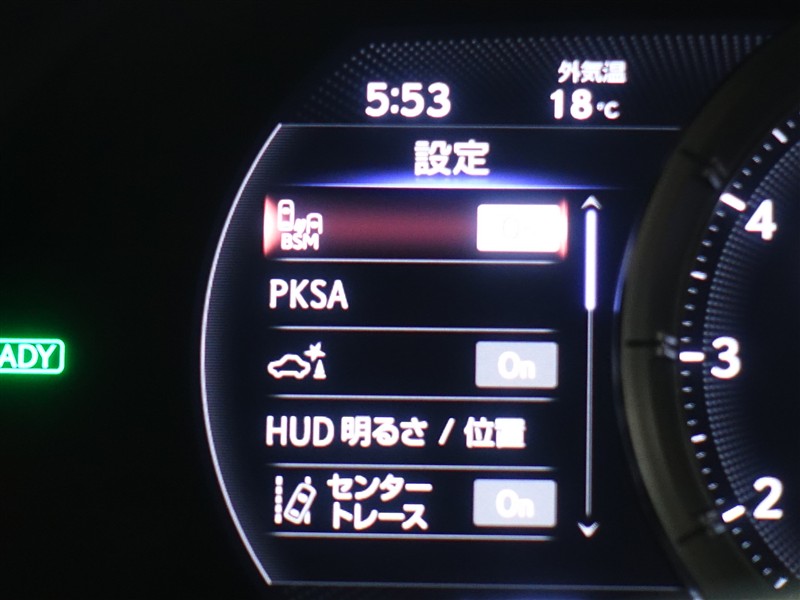 5:53
外気温
18℃
設定
BSM
PKSA
On
HUD 明るさ / 位置
センター
トレース
On
4
3
2
ADY